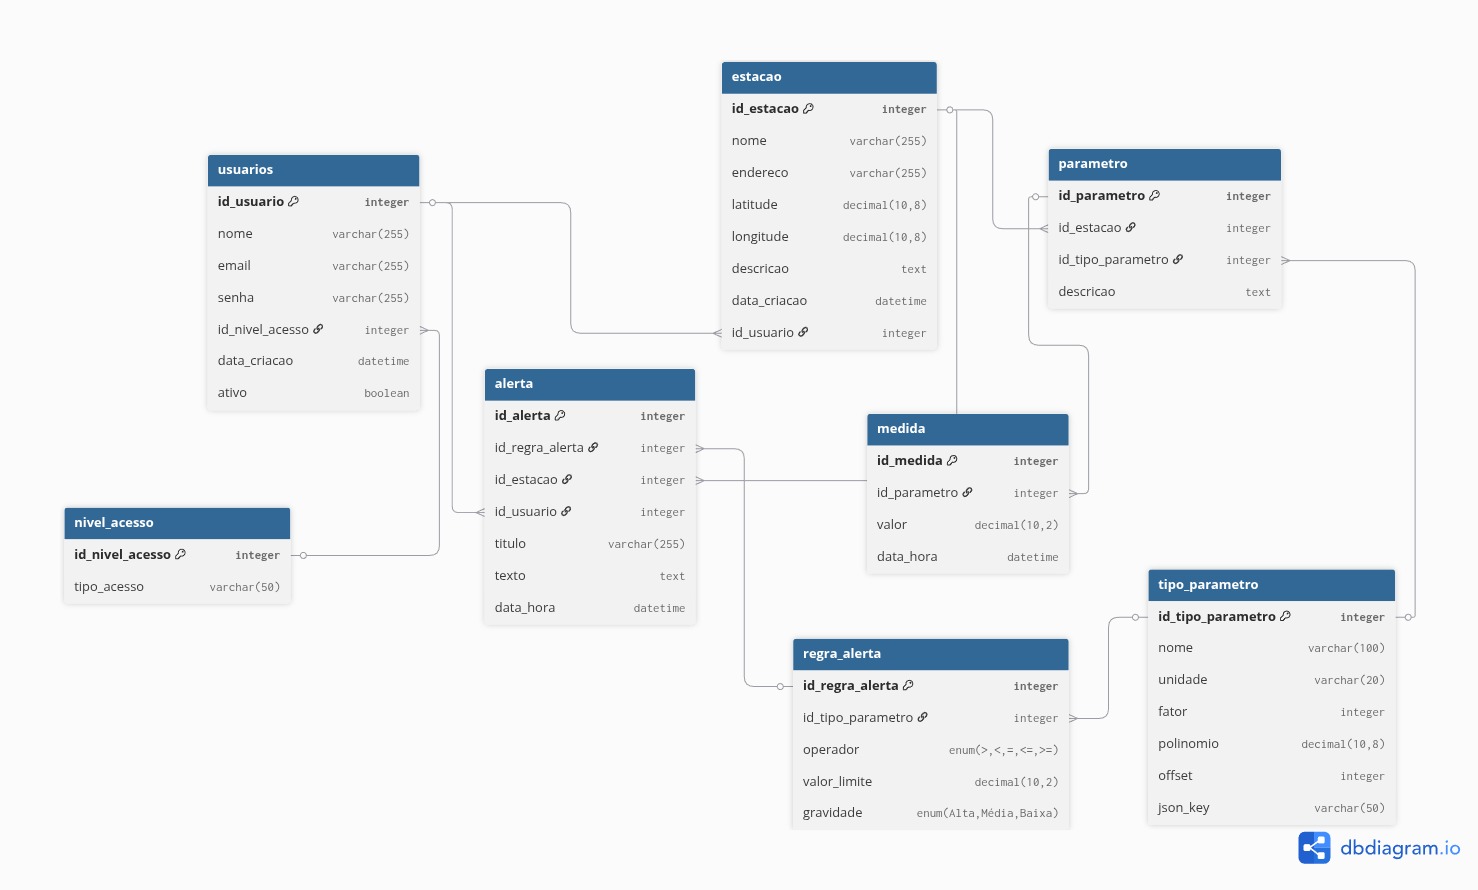 estacao
id_estacao integer
nome varchar(255)
endereco varchar(255)
latitude decimal(10,8)
longitude decimal(10,8)
descricao text
data_criacao datetime
id_usuario integer
usuarios
id_usuario integer
nome varchar(255)
email varchar(255)
senha varchar(255)
id_nivel_acesso integer
data_criacao datetime
ativo boolean
parametro
id_parametro integer
id_estacao integer
id_tipo_parametro integer
descricao text
alerta
id_alerta integer
id_regra_alerta integer
id_estacao integer
id_usuario integer
titulo varchar(255)
texto text
data_hora datetime
medida
id_medida integer
id_parametro integer
valor decimal(10,2)
data_hora datetime
nivel_acesso
id_nivel_acesso integer
tipo_acesso varchar(50)
regra_alerta
id_regra_alerta integer
id_tipo_parametro integer
operador enum(>,<,=,<=,>=)
valor_limite decimal(10,2)
gravidade enum(Alta,Média,Baixa)
tipo_parametro
id_tipo_parametro integer
nome varchar(100)
unidade varchar(20)
fator integer
polinomio decimal(10,8)
offset integer
json_key varchar(50)
dbdiagram.io